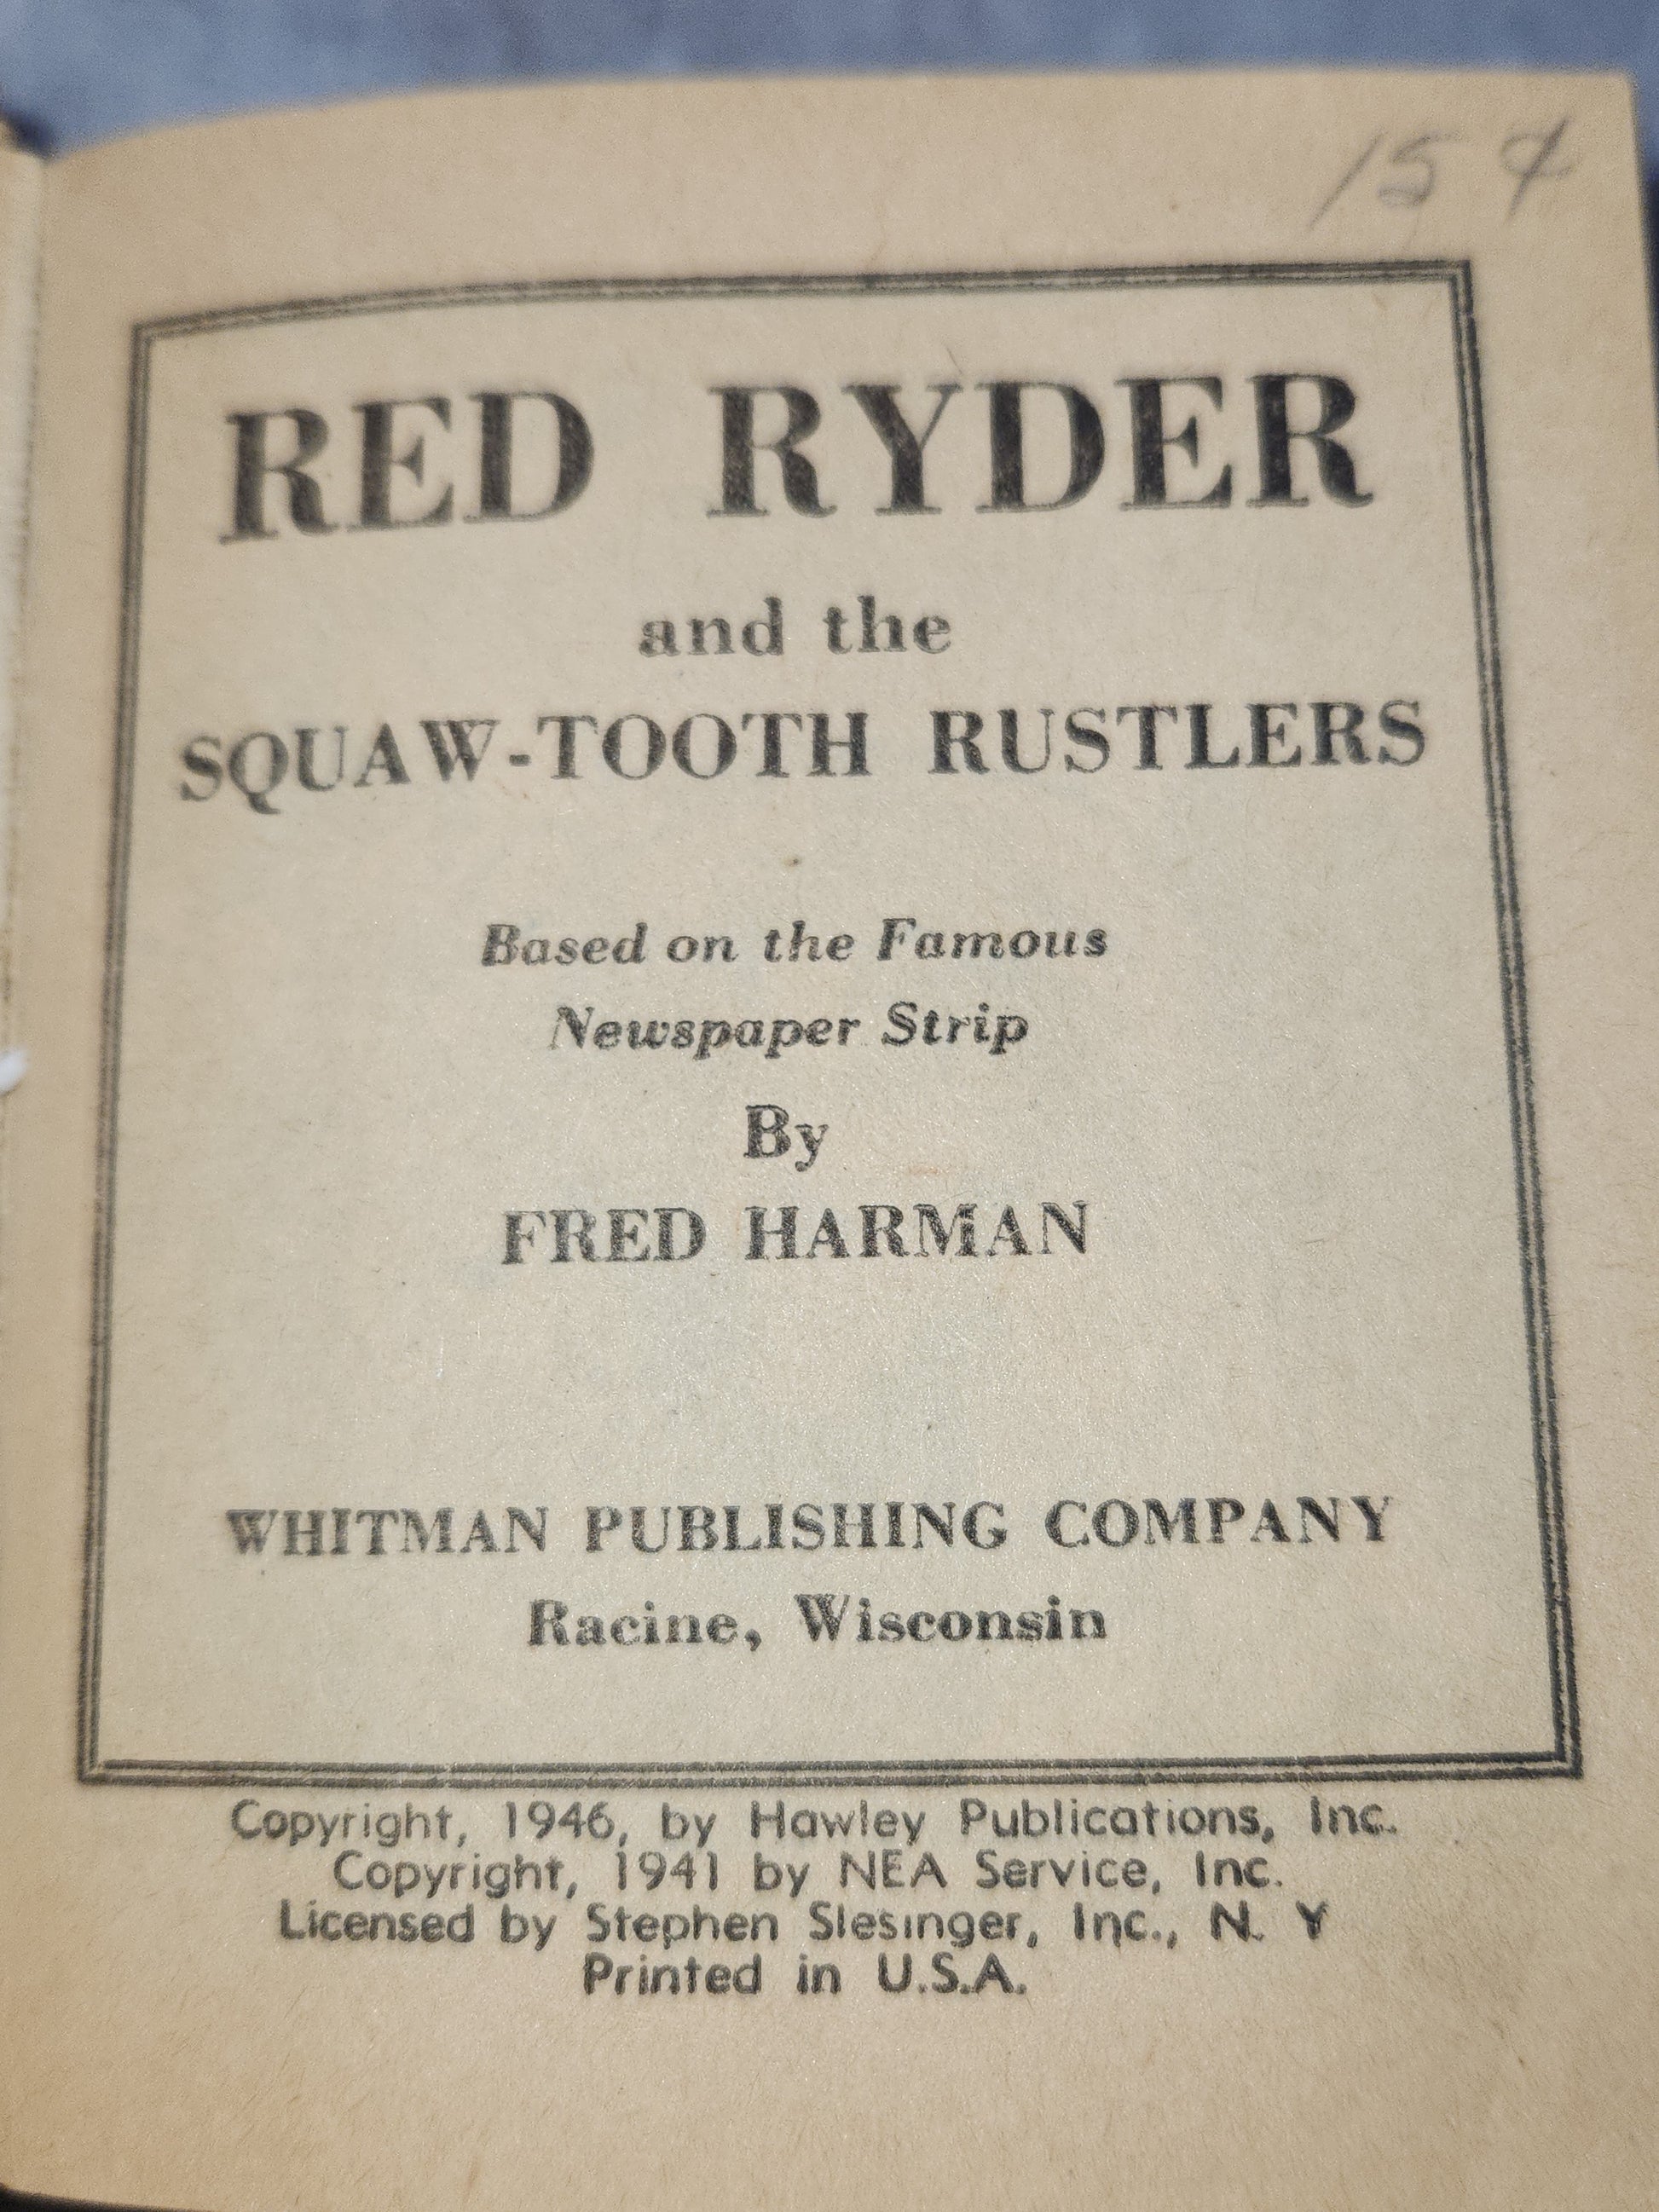 15 ¢
RED RYDER
and the
SQUAW-TOOTH RUSTLERS
Based on the Famous
Newspaper Strip
By
FRED HARMAN
WHITMAN PUBLISHING COMPANY
Racine, Wisconsin
Copyright, 1946, by Hawley Publications, Inc.
Copyright, 1941 by NEA Service, Inc.
Licensed by Stephen Slesinger, Inc., N. Y
Printed in U.S.A.